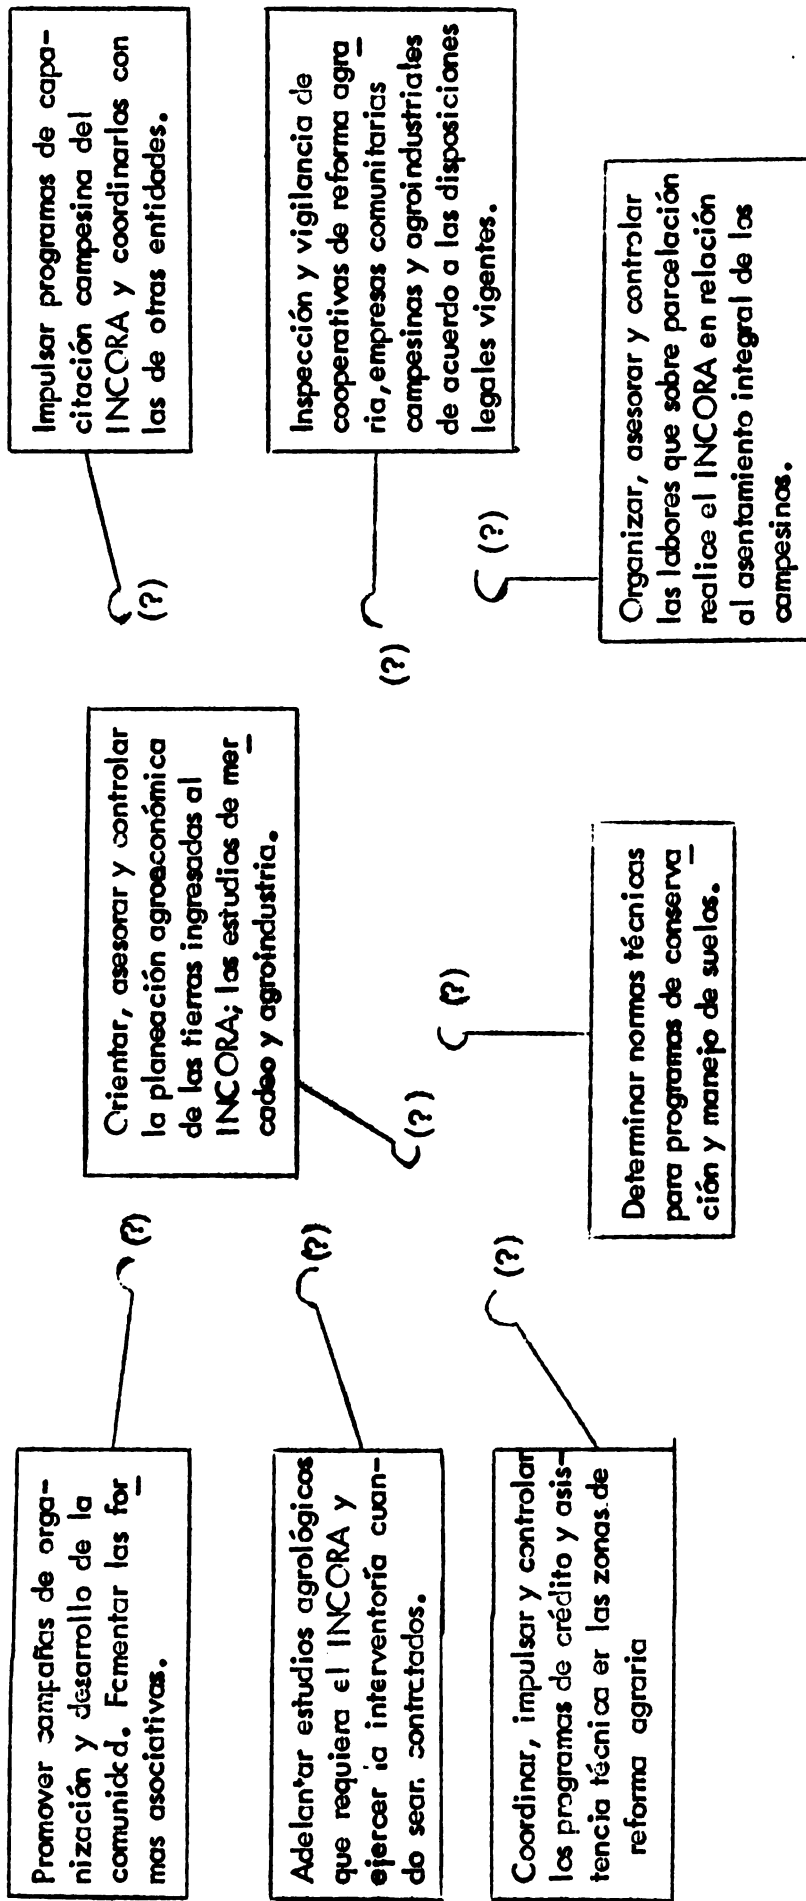 Promover campañas de orga-
nización y desarrollo de la
comunidad. Fomentar las for
mas asociativas.
(?)
Orientar, asesorar y controlar
la planeación agroeconómica
de las tierras ingresadas al
INCORA; los estudios de mer
cadeo y agroindustria.
(?)
Impulsar programas de capa-
citación campesina del
INCORA y coordinarlos con
las de otras entidades.
(?)
Adelantar estudios agrológicos
que requiera el INCORA y
ejercer la interventoría cuan-
do sean contratados.
(?)
Inspección y vigilancia de
cooperativas de reforma agra
ria, empresas comunitarias
campesinas y agroindustriales
de acuerdo a las disposiciones
legales vigentes.
(?)
Coordinar, impulsar y controlar
los programas de crédito y asis-
tencia técnica en las zonas de
reforma agraria
(?)
Determinar normas técnicas
para programas de conserva
ción y manejo de suelos.
(?)
Organizar, asesorar y controlar
las labores que sobre parcelación
realice el INCORA en relación
al asentamiento integral de los
campesinos.
(?)